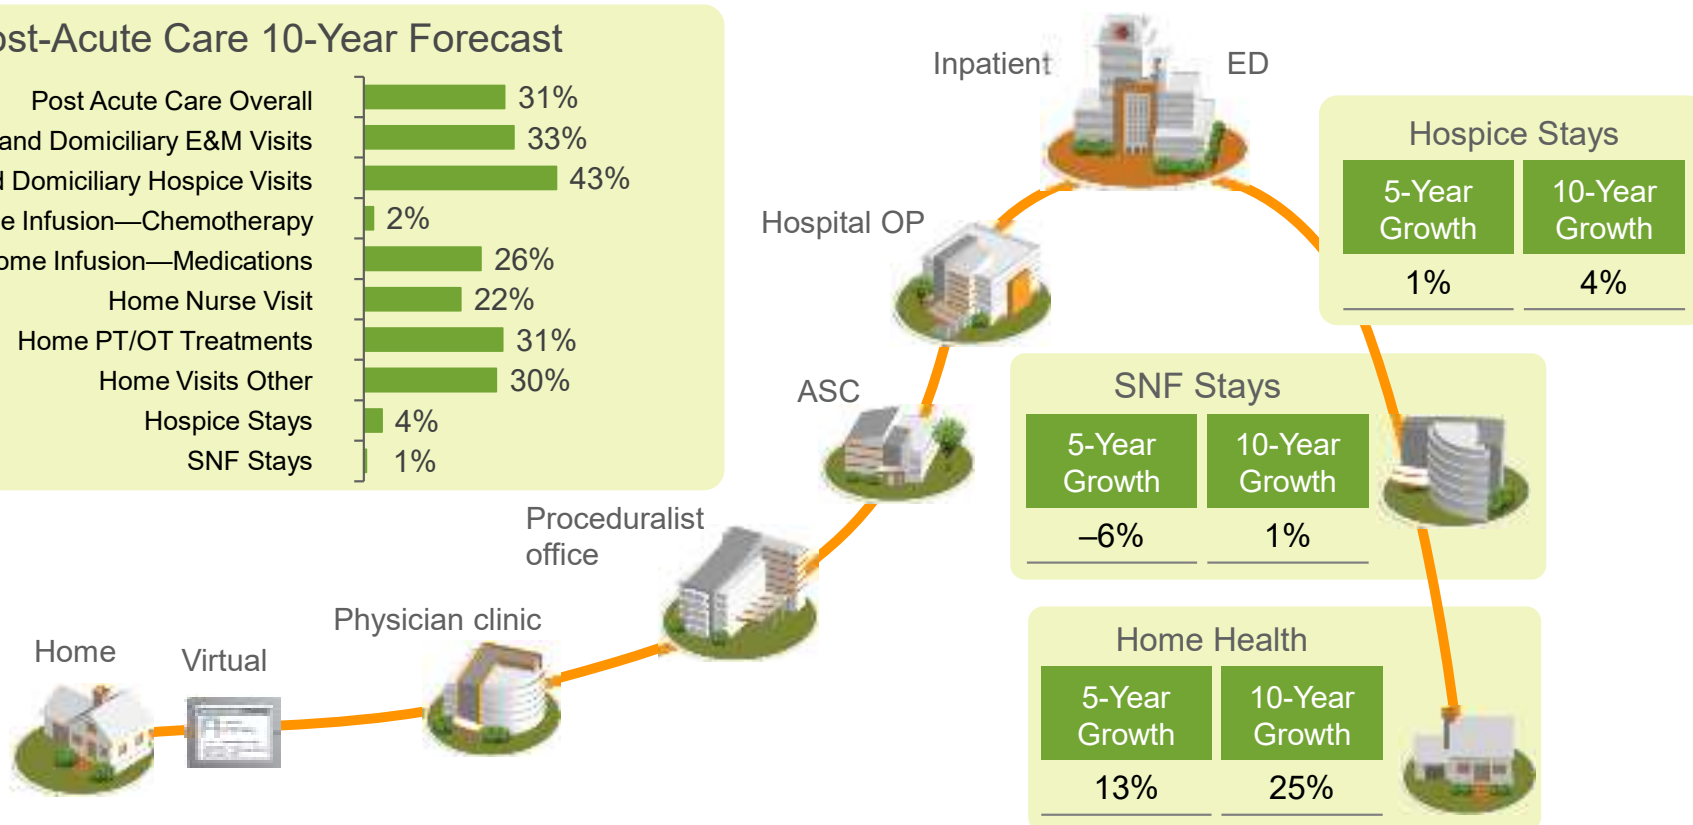 ost-Acute Care 10-Year Forecast
Post Acute Care Overall 31%
and Domiciliary E&M Visits 33%
d Domiciliary Hospice Visits 43%
e Infusion—Chemotherapy 2%
ome Infusion—Medications 26%
Home Nurse Visit 22%
Home PT/OT Treatments 31%
Home Visits Other 30%
Hospice Stays 4%
SNF Stays 1%
Home
Virtual
Physician clinic
Proceduralist
office
ASC
Hospital OP
Inpatient
ED
Hospice Stays
5-Year 10-Year
Growth Growth
1% 4%
SNF Stays
5-Year 10-Year
Growth Growth
–6% 1%
Home Health
5-Year 10-Year
Growth Growth
13% 25%